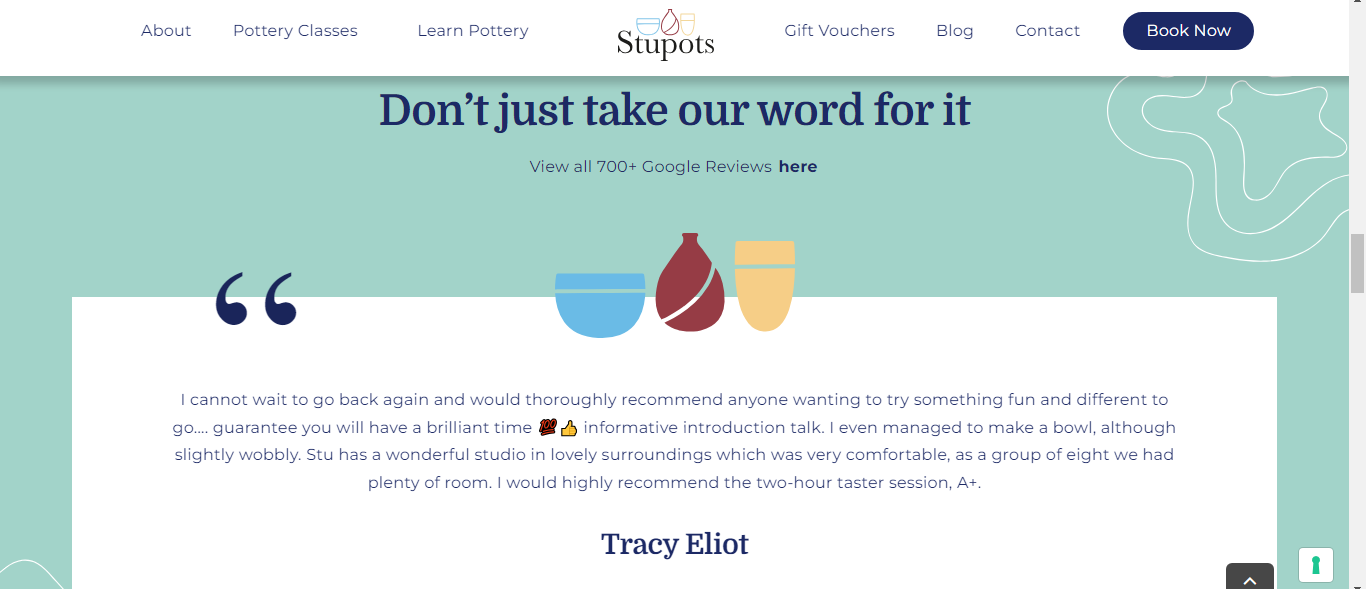 About Pottery Classes Learn Pottery Stupots Gift Vouchers Blog Contact Book Now
Don’t just take our word for it
View all 700+ Google Reviews here
“
I cannot wait to go back again and would thoroughly recommend anyone wanting to try something fun and different to
go.... guarantee you will have a brilliant time 💯👍 informative introduction talk. I even managed to make a bowl, although
slightly wobbly. Stu has a wonderful studio in lovely surroundings which was very comfortable, as a group of eight we had
plenty of room. I would highly recommend the two-hour taster session, A+.
Tracy Eliot